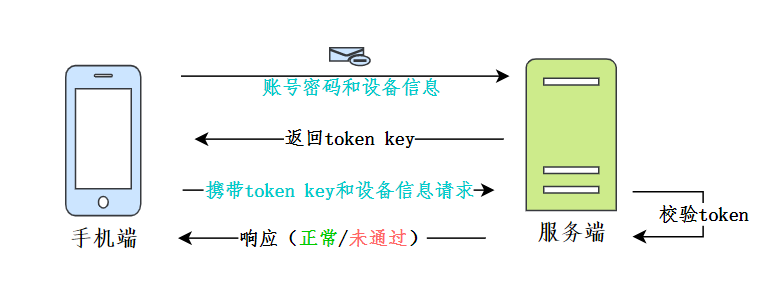 账号密码和设备信息
返回token key
携带token key和设备信息请求
校验token
响应（正常/未通过）
手机端
服务端